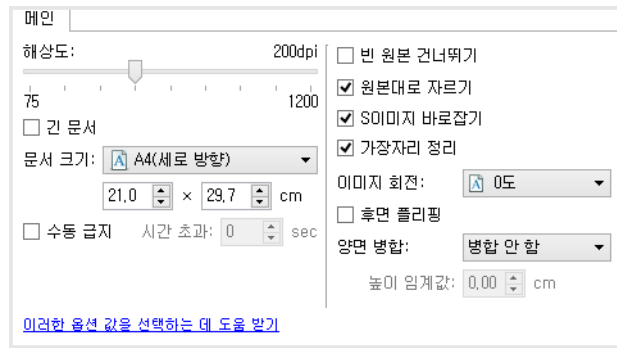 메인
해상도: 200dpi
75 1200
긴 문서
문서 크기: A4(세로 방향)
21,0 × 29,7 cm
수동 급지 시간 초과: 0 sec
이러한 옵션 값을 선택하는 데 도움 받기
빈 원본 건너뛰기
원본대로 자르기
SO이미지 바로잡기
가장자리 정리
이미지 회전: 0도
후면 플리핑
양면 병합: 병합 안 함
높이 임계값: 0,00 cm